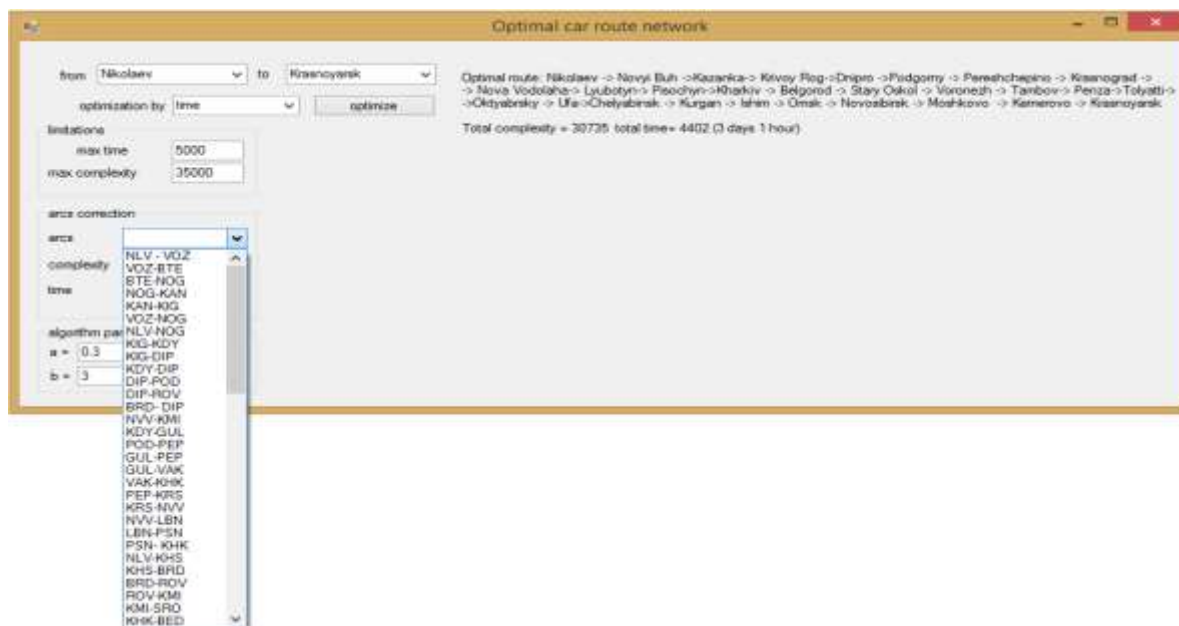 Optimal car route network
from Nikolaev to Krasnoyarsk
optimization by time optimize
limitations
max time 5000
max complexity 35000
arcs correction
arcs
complexity
time
algorithm par
a = 0.3
b = 3
NLV - VOZ
VOZ-BTE
BTE-NOG
NOG-KAN
KAN-KIG
VOZ-NOG
NLV-NOG
KIG-KDY
KIG-DIP
KDY-DIP
DIP-POD
DIP-ROV
BRD- DIP
NVV-KMI
KDY-GUL
POD-PEP
GUL-PEP
GUL-VAK
VAK-KHK
PEP-KRS
KRS-NVV
NVV-LBN
LBN-PSN
PSN- KHK
NLV-KHS
KHS-BRD
BRD-ROV
ROV-KMI
KMI-SRO
KHK-BED
Optimal route: Nikolaev -> Novyi Buh ->Kazanka-> Krivoy Rog->Dnipro ->Podgorny -> Pereshchepino -> Krasnograd ->
-> Nova Vodolaha-> Lyubotyn-> Pisochyn->Kharkiv -> Belgorod -> Stary Oskol -> Voronezh -> Tambov-> Penza->Tolyatti->
->Oktyabrsky -> Ufa->Chelyabinsk -> Kurgan -> Ishim -> Omsk -> Novosibirsk -> Moshkovo -> Kemerovo -> Krasnoyarsk
Total complexity = 30735 total time= 4402 (3 days 1 hour)